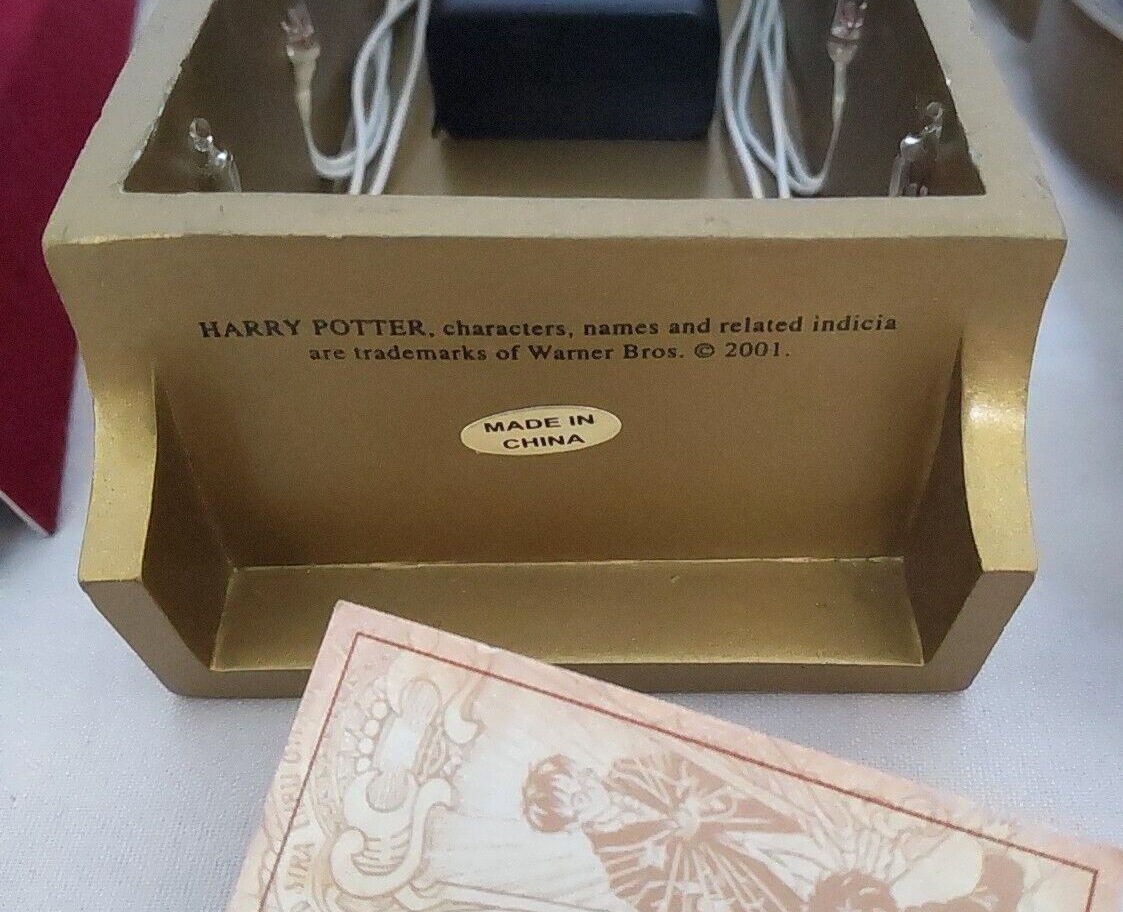 HARRY POTTER, characters, names and related indicia
are trademarks of Warner Bros. © 2001.
MADE IN
CHINA